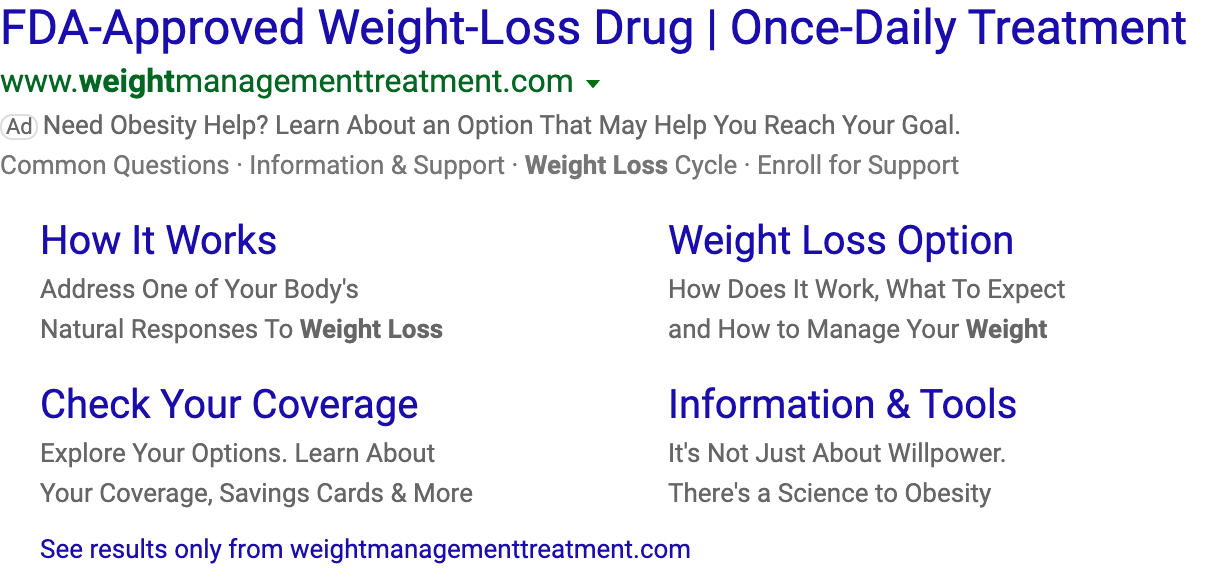 FDA-Approved Weight-Loss Drug | Once-Daily Treatment
www.weightmanagementtreatment.com
Ad Need Obesity Help? Learn About an Option That May Help You Reach Your Goal.
Common Questions · Information & Support · Weight Loss Cycle · Enroll for Support
How It Works
Address One of Your Body's
Natural Responses To Weight Loss
Weight Loss Option
How Does It Work, What To Expect
and How to Manage Your Weight
Check Your Coverage
Explore Your Options. Learn About
Your Coverage, Savings Cards & More
Information & Tools
It's Not Just About Willpower.
There's a Science to Obesity
See results only from weightmanagementtreatment.com